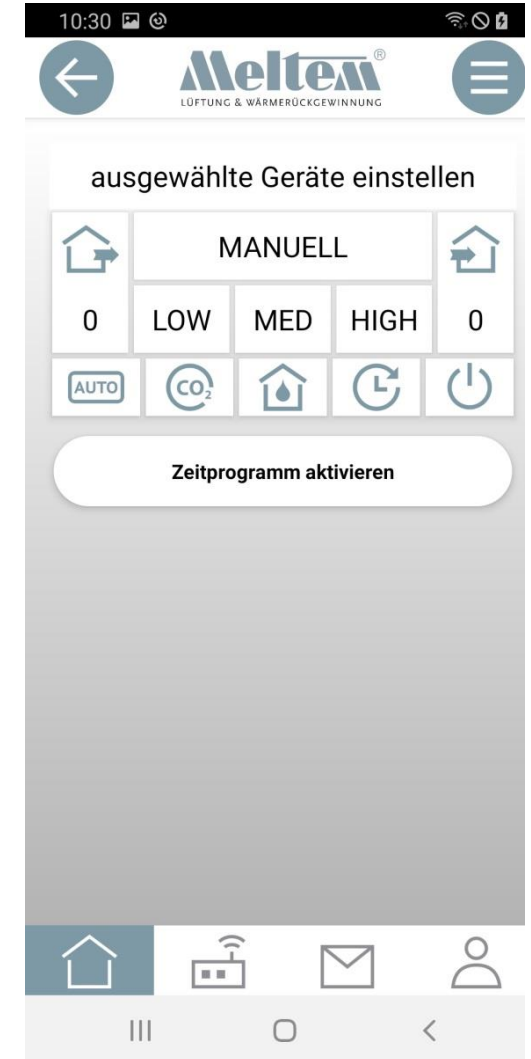 10:30
Meltem®
LÜFTUNG & WÄRMERÜCKGEWINNUNG
ausgewählte Geräte einstellen
MANUELL
0 LOW MED HIGH 0
AUTO CO₂
Zeitprogramm aktivieren